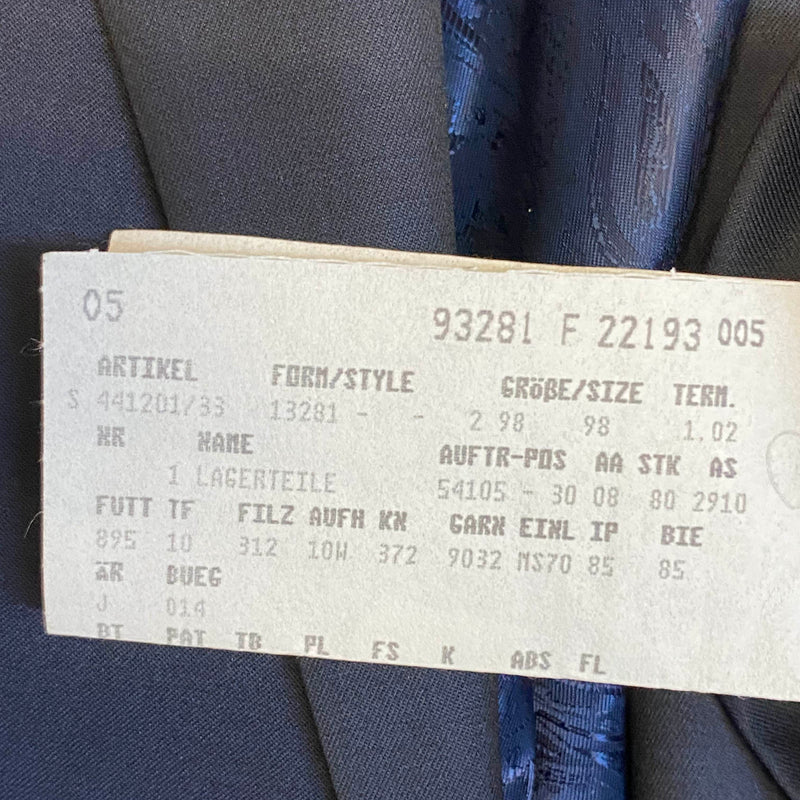 05 93281 F 22193 005
ARTIKEL FORM/STYLE GRÖßE/SIZE TERM.
S 441201/33 13281 - - 2 98 98 1.02
NR NAME AUFTR-POS AA STK AS
1 LAGERTEILE 54105 - 30 08 80 2910
FUTT TF FILZ AUFH KN GARN EINL IP BIE
895 10 312 10W 372 9032 MS70 85 85
ÄR BUEG
J 014
BT PAT TB PL FS K ABS FL